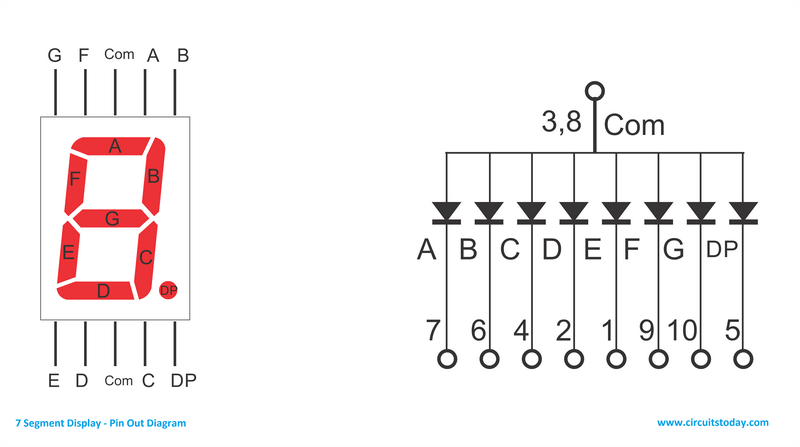 G F Com A B
A
F B
G
E C
D DP
E D Com C DP
3,8 Com
A B C D E F G DP
7 6 4 2 1 9 10 5
7 Segment Display - Pin Out Diagram
www.circuitstoday.com